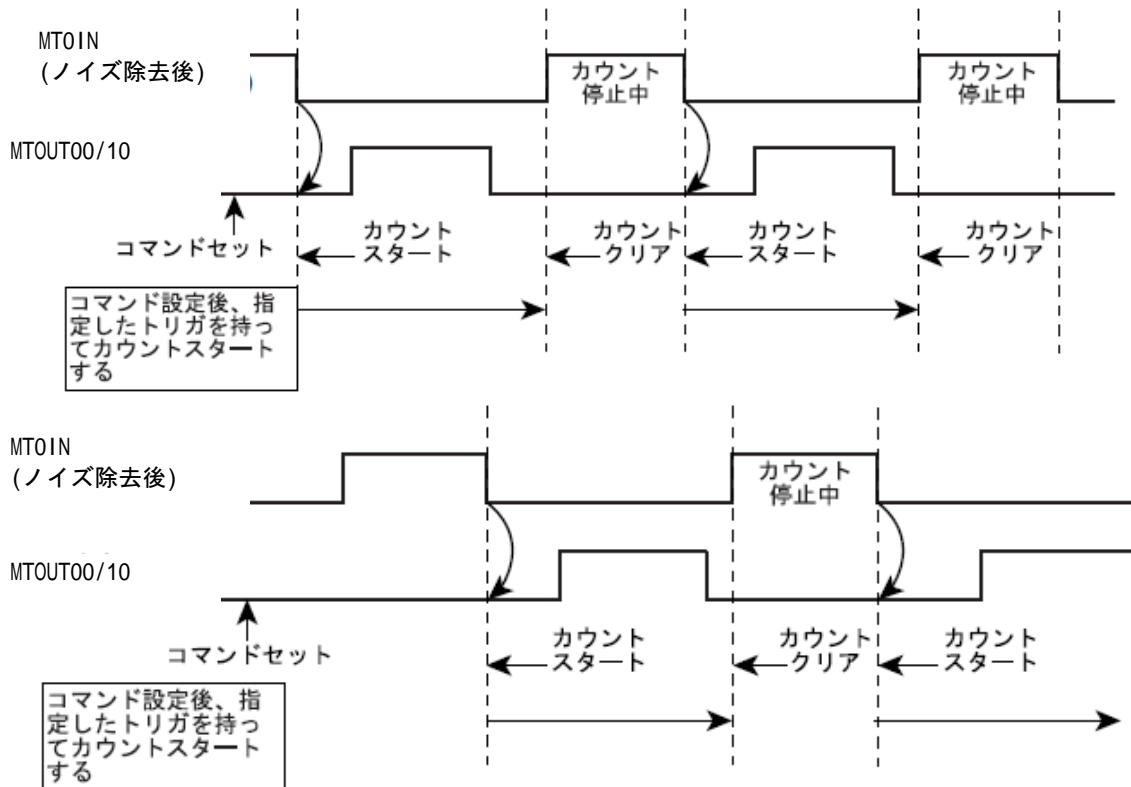 MT0IN
(ノイズ除去後)
カウント
停止中
カウント
停止中
MTOUT00/10
コマンドセット
カウント
スタート
カウント
クリア
カウント
スタート
カウント
クリア
コマンド設定後、指
定したトリガを持っ
てカウントスタート
する
MT0IN
(ノイズ除去後)
カウント
停止中
MTOUT00/10
コマンドセット
カウント
スタート
カウント
クリア
カウント
スタート
コマンド設定後、指
定したトリガを持っ
てカウントスタート
する